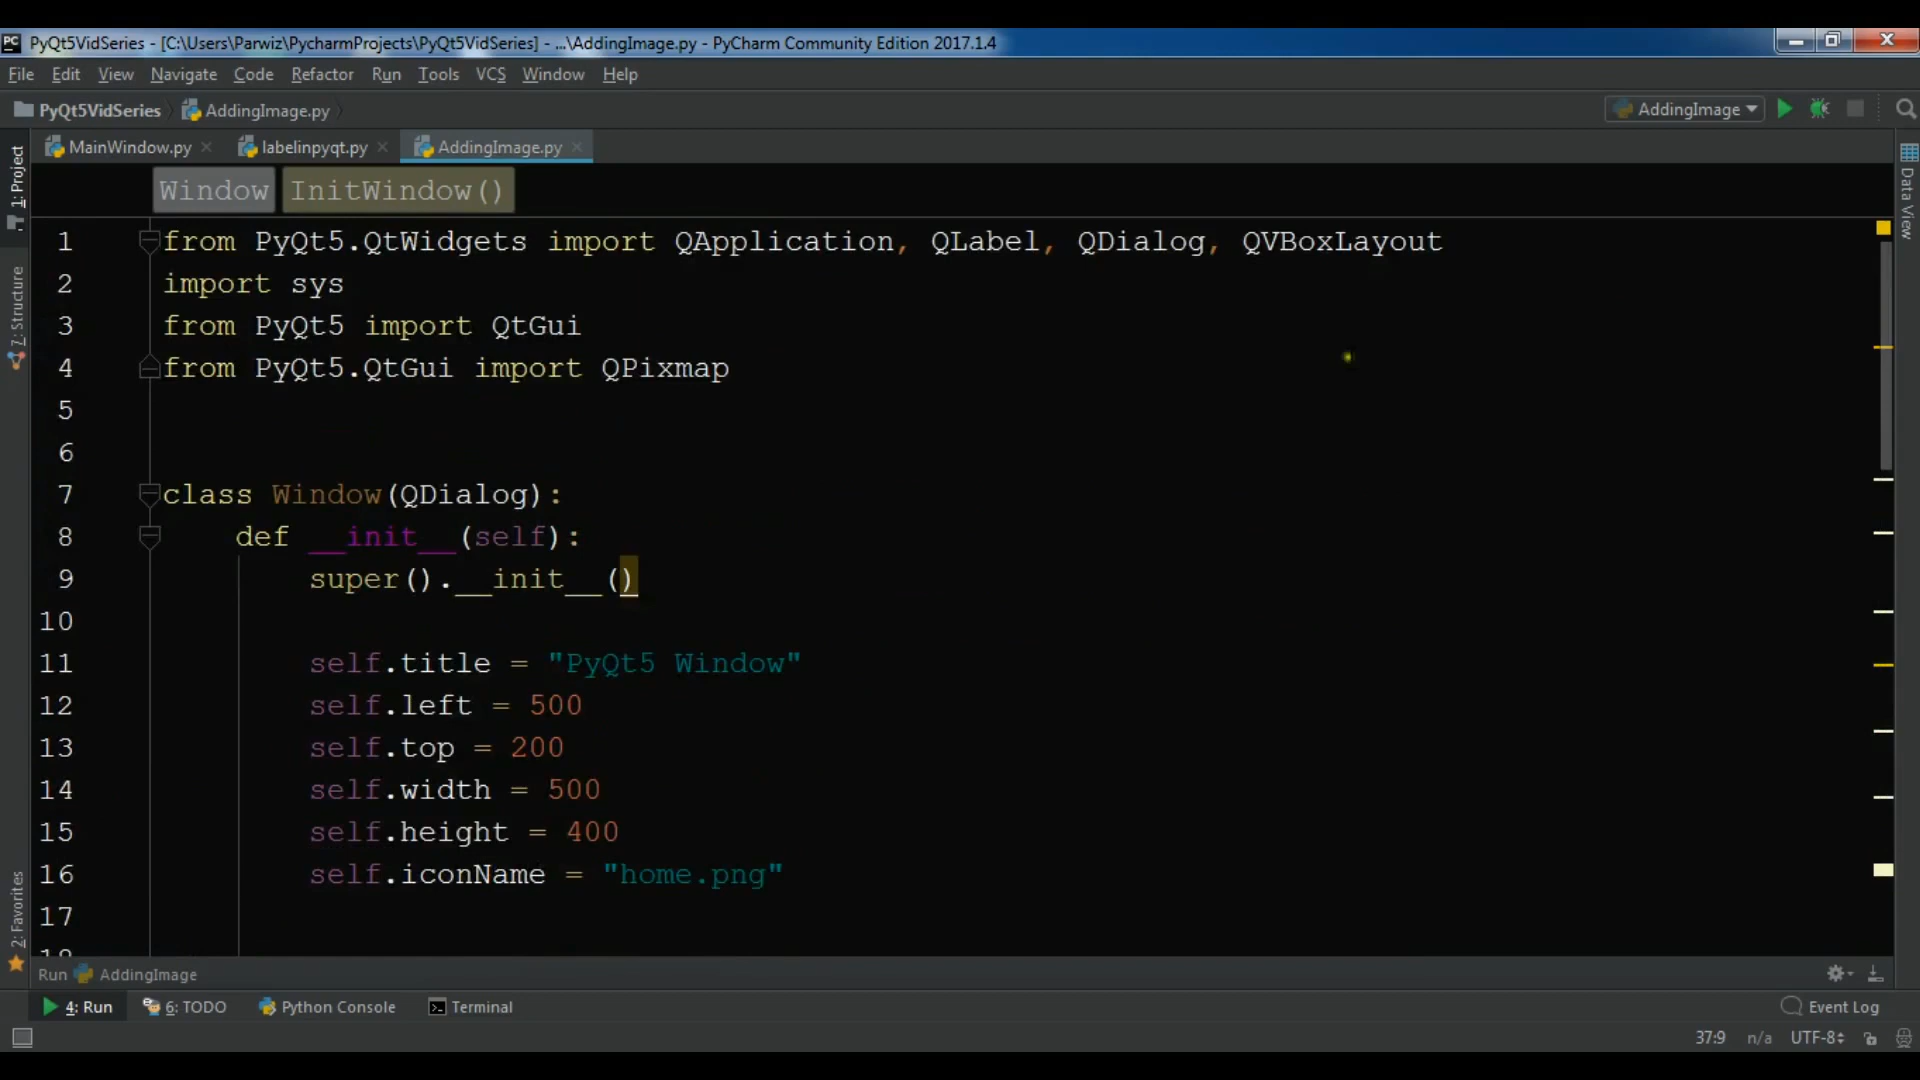 PyQt5VidSeries - [C:\Users\Parwiz\PycharmProjects\PyQt5VidSeries] - ...\AddingImage.py - PyCharm Community Edition 2017.1.4
File Edit View Navigate Code Refactor Run Tools VCS Window Help
PyQt5VidSeries AddingImage.py AddingImage
MainWindow.py labelinpyqt.py AddingImage.py
1: Project
7: Structure
2: Favorites
Data View
Window InitWindow()
1 from PyQt5.QtWidgets import QApplication, QLabel, QDialog, QVBoxLayout
2 import sys
3 from PyQt5 import QtGui
4 from PyQt5.QtGui import QPixmap
5
6
7 class Window(QDialog):
8 def __init__(self):
9 super().__init__()
10
11 self.title = "PyQt5 Window"
12 self.left = 500
13 self.top = 200
14 self.width = 500
15 self.height = 400
16 self.iconName = "home.png"
17
18
Run AddingImage
4: Run 6: TODO Python Console Terminal Event Log
37:9 n/a UTF-8